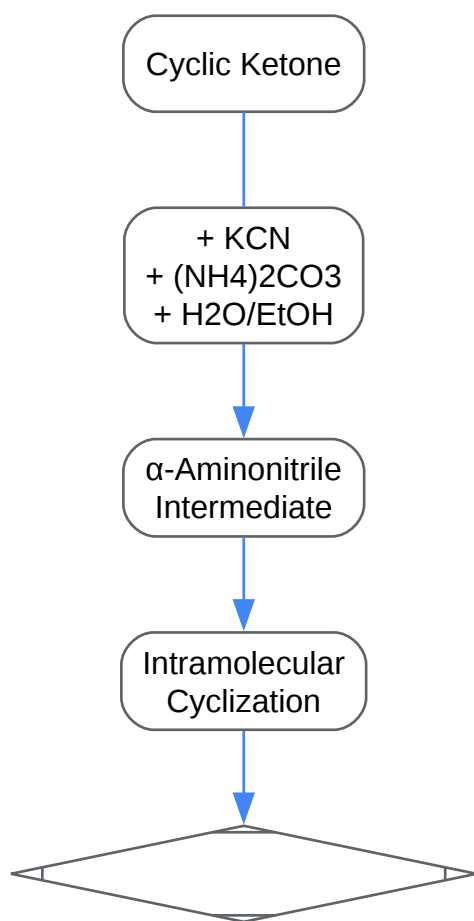 Cyclic Ketone
+ KCN
+ (NH4)2CO3
+ H2O/EtOH
α-Aminonitrile
Intermediate
Intramolecular
Cyclization